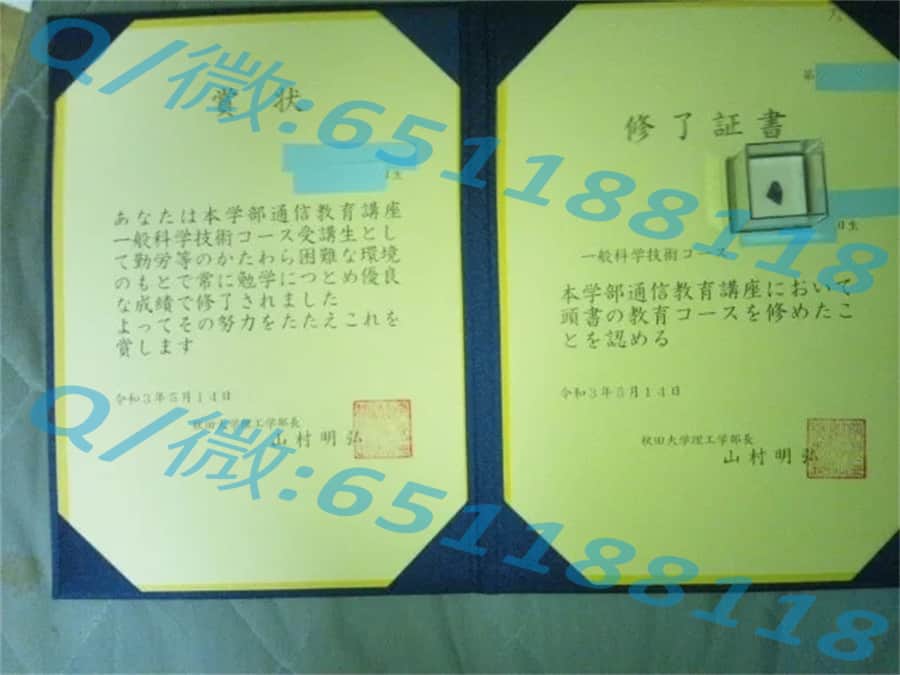 賞 状
日生
あなたは本学部通信教育講座
一般科学技術コース受講生とし
て勤労等のかたわら困難な環境
のもとで常に勉学につとめ優良
な成績で修了されました
よってその努力をたたえこれを
賞します
令和3年5月14日
秋田大学理工学部長
山村明弘
第
修了証書
日生
一般科学技術コース
本学部通信教育講座において
頭書の教育コースを修めたこ
とを認める
令和3年5月14日
秋田大学理工学部長
山村明弘
Q/微:651188118
Q/微:651188118